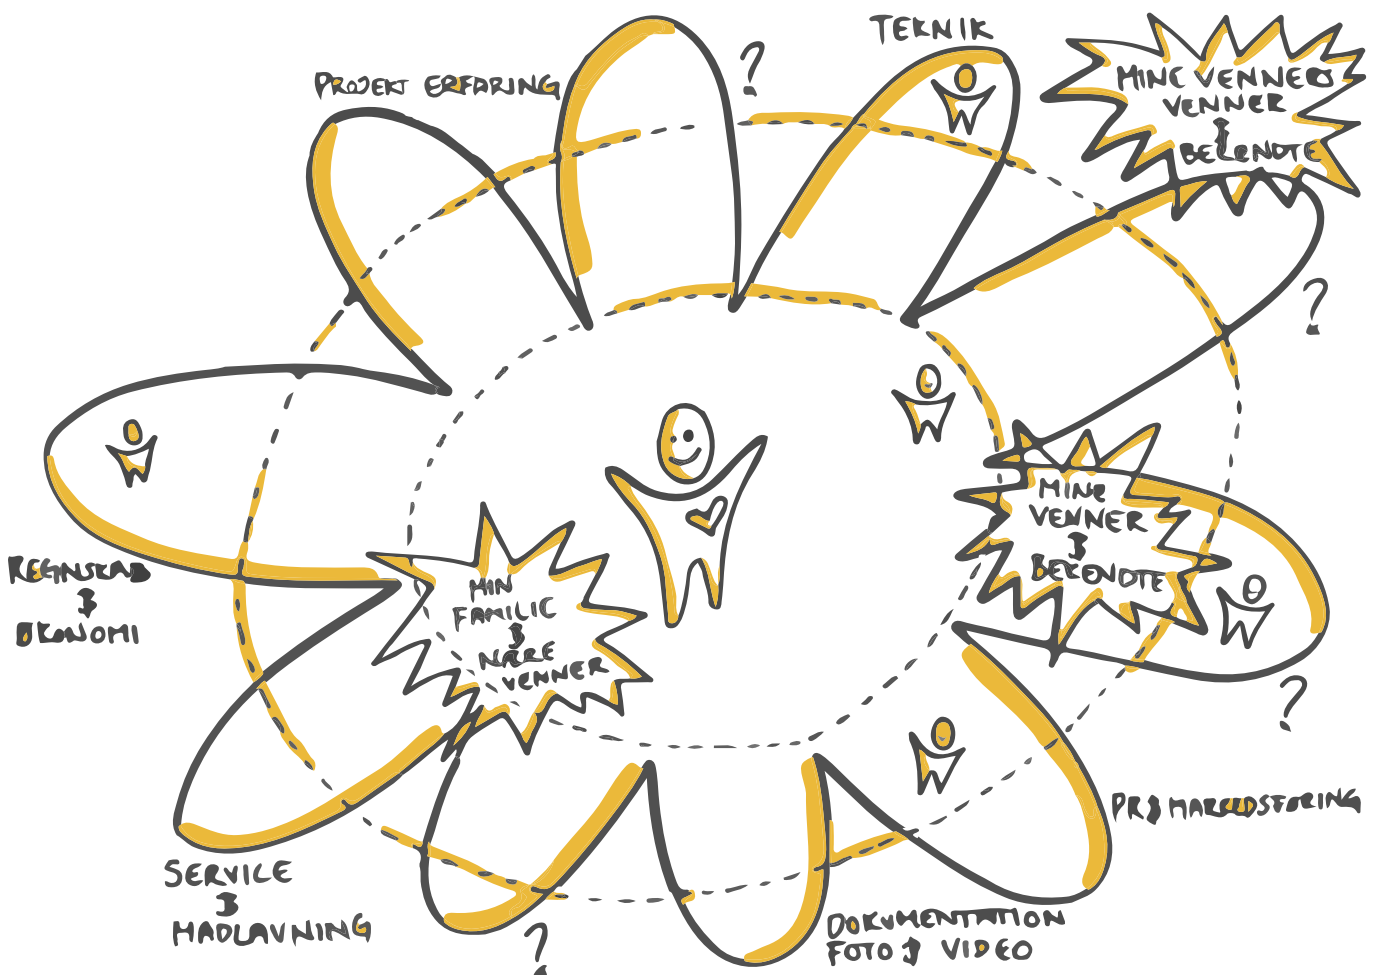 TEKNIK
?
PROJEKT ERFARING
MINE VENNERS
VENNER
&
BEKENDTE
?
MINE
VENNER
&
BEKENDTE
REGNSKAB
&
ØKONOMI
MIN
FAMILIE
&
NÆRE
VENNER
?
PR & MARKEDSFØRING
SERVICE
&
MADLAVNING
DOKUMENTATION
FOTO & VIDEO
?